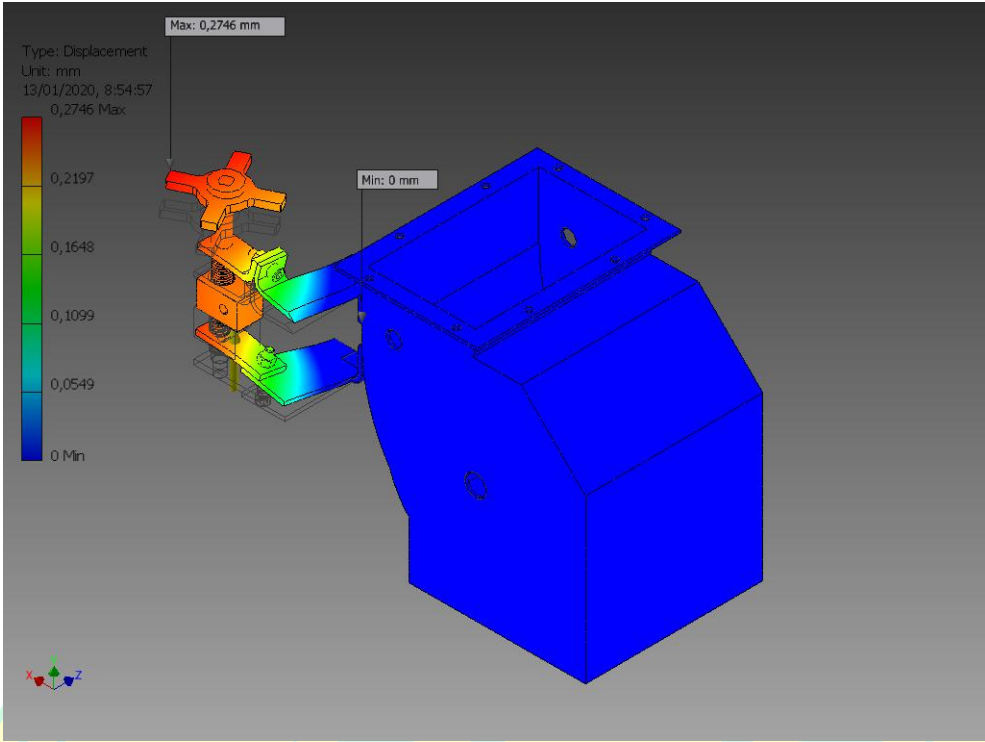 Max: 0,2746 mm
Type: Displacement
Unit: mm
13/01/2020, 8:54:57
0,2746 Max
0,2197
Min: 0 mm
0,1648
0,1099
0,0549
0 Min
X
Z